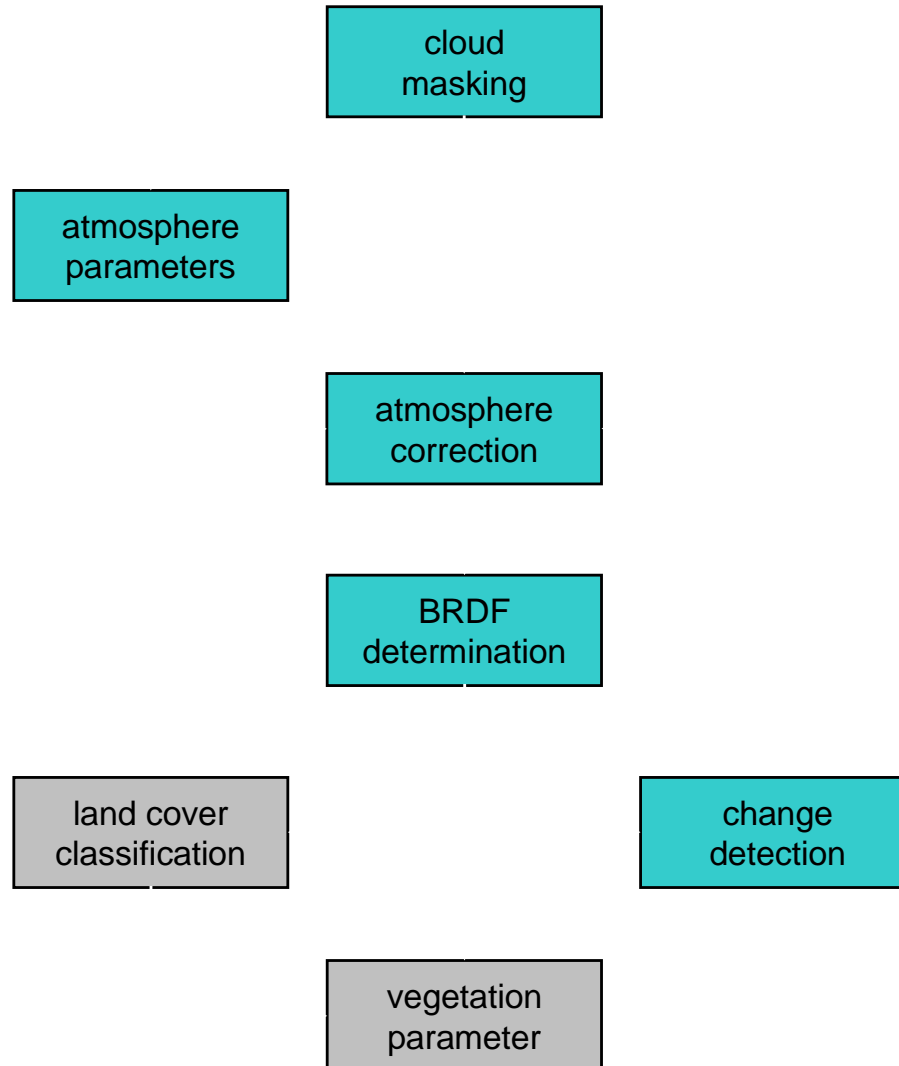 cloud
masking
atmosphere
parameters
atmosphere
correction
BRDF
determination
land cover
classification
change
detection
vegetation
parameter